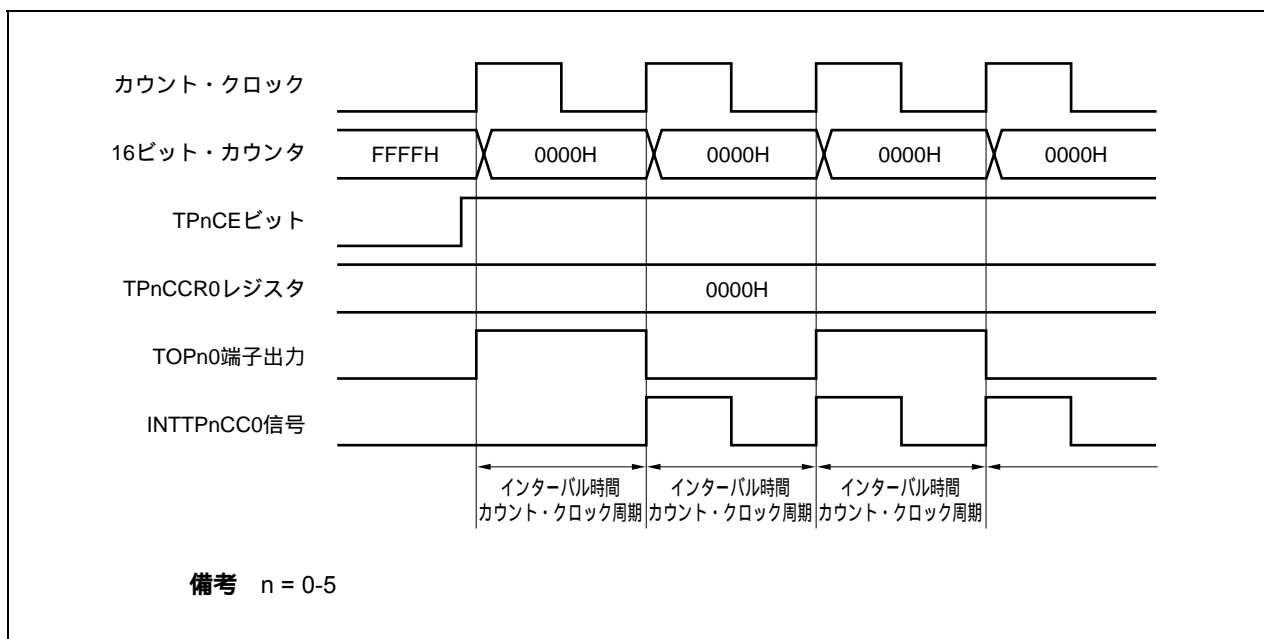 カウント・クロック
16ビット・カウンタ
FFFFH 0000H 0000H 0000H 0000H
TPnCEビット
TPnCCR0レジスタ
0000H
TOPn0端子出力
INTTPnCC0信号
インターバル時間 インターバル時間 インターバル時間
カウント・クロック周期 カウント・クロック周期 カウント・クロック周期
備考 n = 0-5